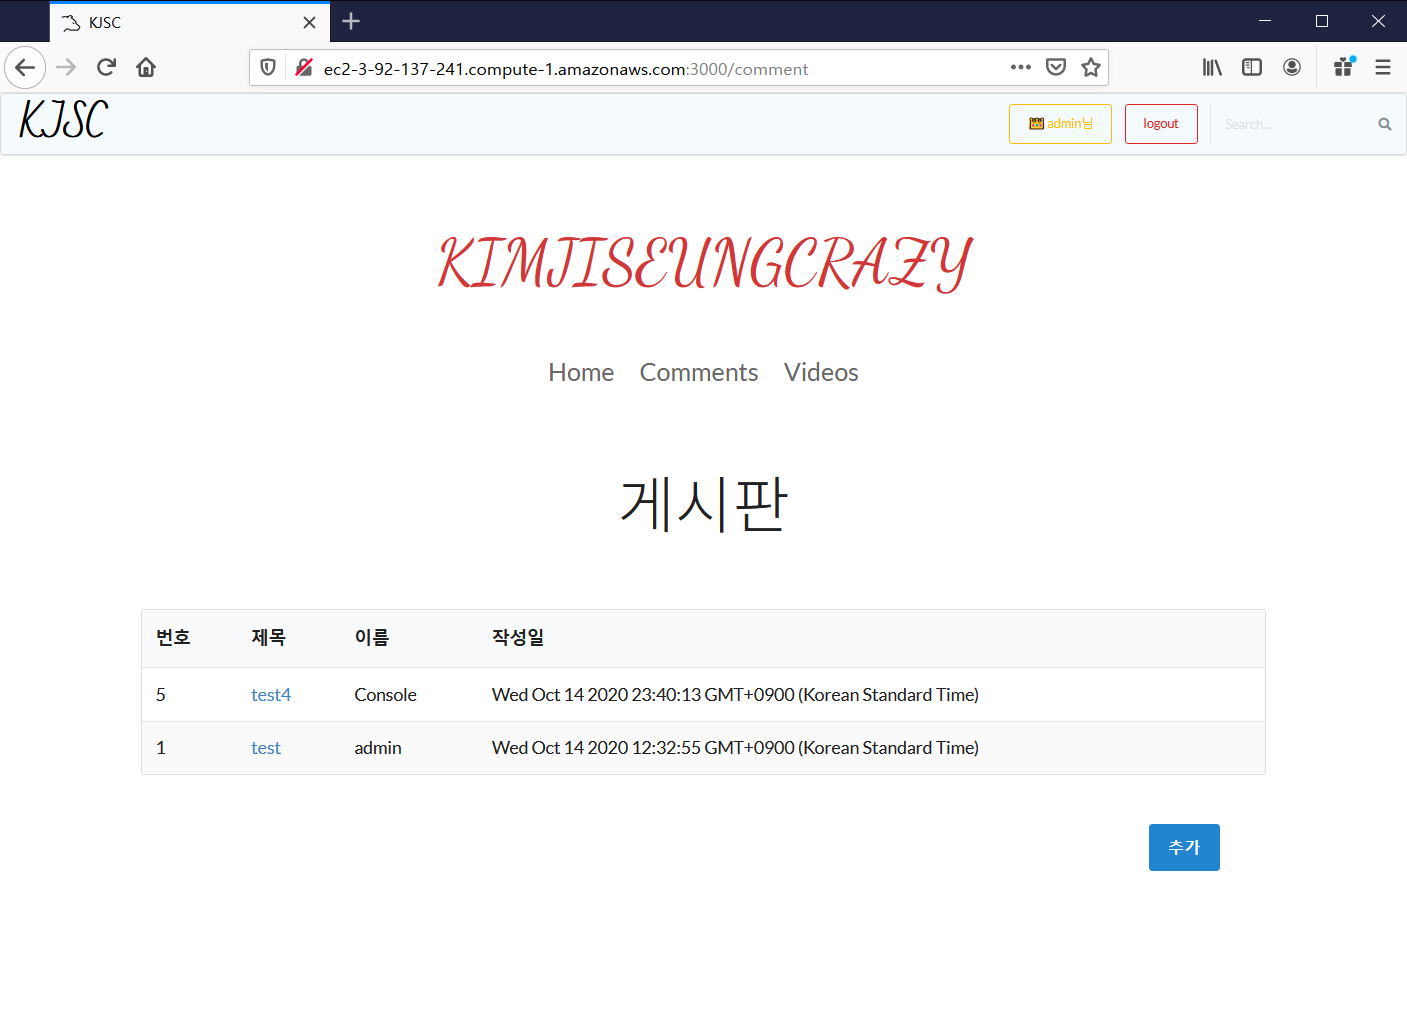 KJSC
ec2-3-92-137-241.compute-1.amazonaws.com:3000/comment
KJSC
admin님 logout Search...
KIMJISEUNGCRAZY
Home Comments Videos
게시판
번호 제목 이름 작성일
5 test4 Console Wed Oct 14 2020 23:40:13 GMT+0900 (Korean Standard Time)
1 test admin Wed Oct 14 2020 12:32:55 GMT+0900 (Korean Standard Time)
추가